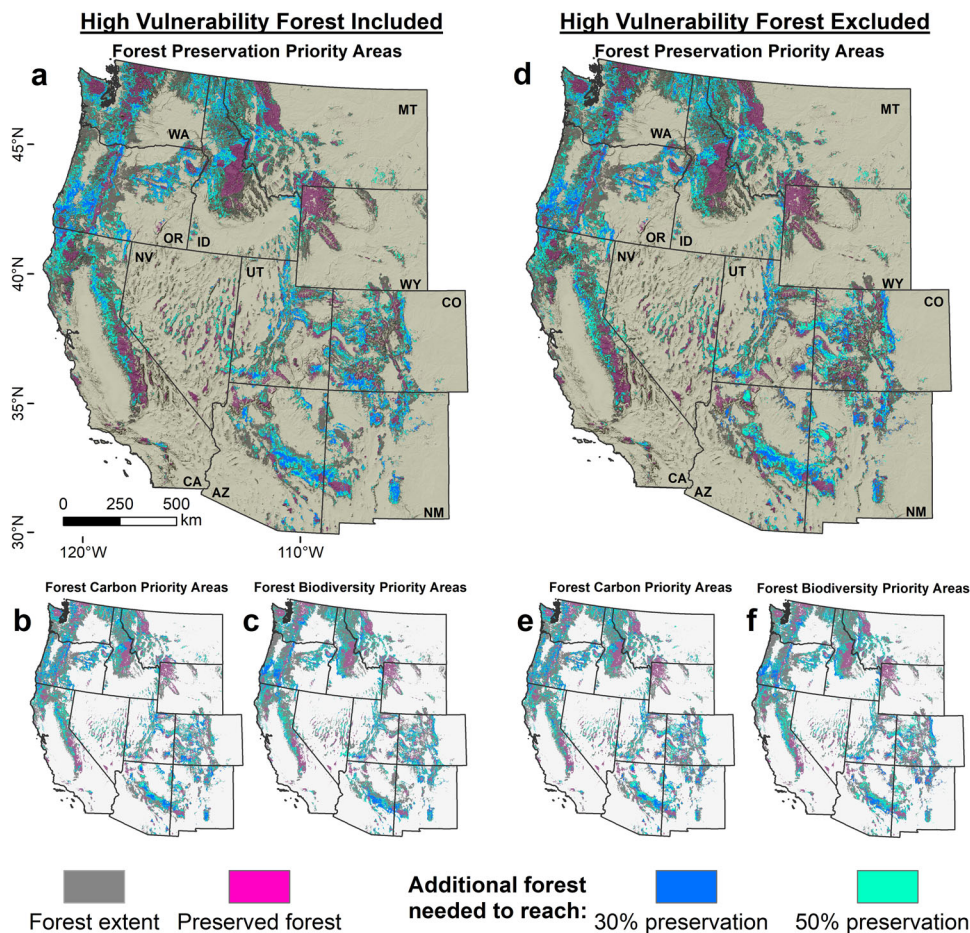 High Vulnerability Forest Included
Forest Preservation Priority Areas
a
MT
WA
OR
ID
NV
UT
WY
CO
CA
AZ
NM
45°N
40°N
35°N
30°N
0 250 500
km
120°W 110°W
High Vulnerability Forest Excluded
Forest Preservation Priority Areas
d
MT
WA
OR
ID
NV
UT
WY
CO
CA
AZ
NM
Forest Carbon Priority Areas
b
Forest Biodiversity Priority Areas
c
Forest Carbon Priority Areas
e
Forest Biodiversity Priority Areas
f
Forest extent
Preserved forest
Additional forest
needed to reach:
30% preservation
50% preservation